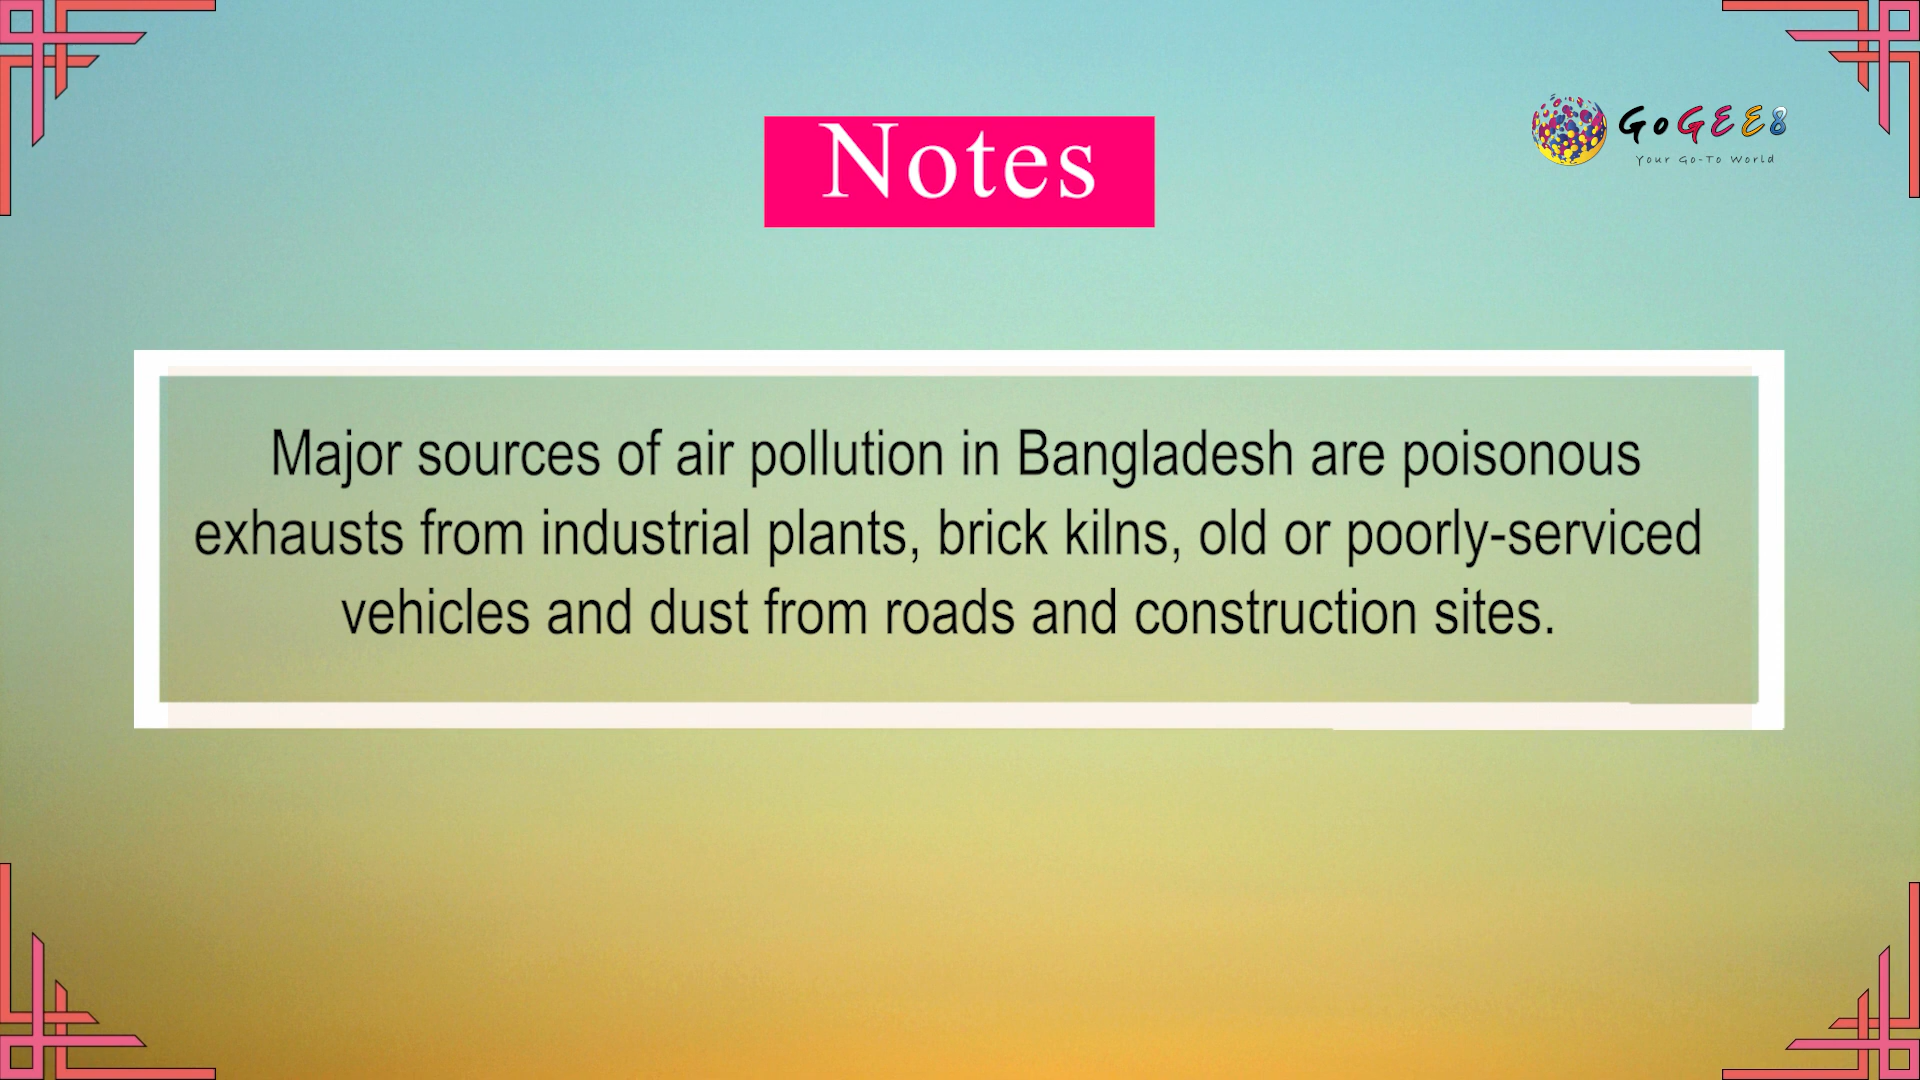 Notes
GoGEE8
Your Go-To World
Major sources of air pollution in Bangladesh are poisonous
exhausts from industrial plants, brick kilns, old or poorly-serviced
vehicles and dust from roads and construction sites.